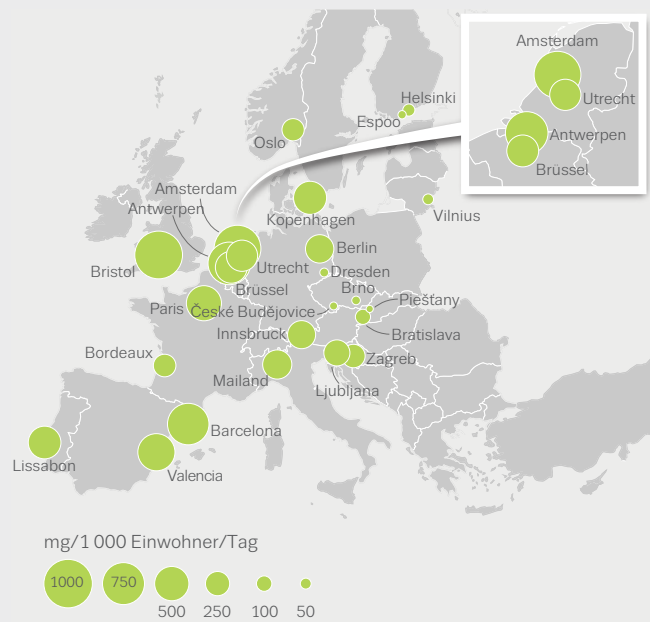 Amsterdam
Utrecht
Antwerpen
Brüssel
Helsinki
Espoo
Oslo
Amsterdam
Antwerpen
Kopenhagen
Vilnius
Bristol
Utrecht
Berlin
Dresden
Brüssel
Brno
Paris
České Budějovice
Piešťany
Innsbruck
Bratislava
Bordeaux
Zagreb
Mailand
Ljubljana
Barcelona
Lissabon
Valencia
mg/1 000 Einwohner/Tag
1000 750
500 250 100 50